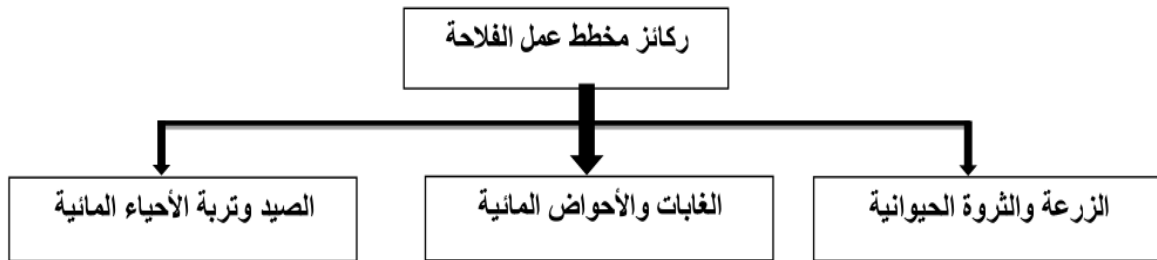 ركائز مخطط عمل الفلاحة
الزرعة والثروة الحيوانية
الغابات والأحواض المائية
الصيد وتربة الأحياء المائية